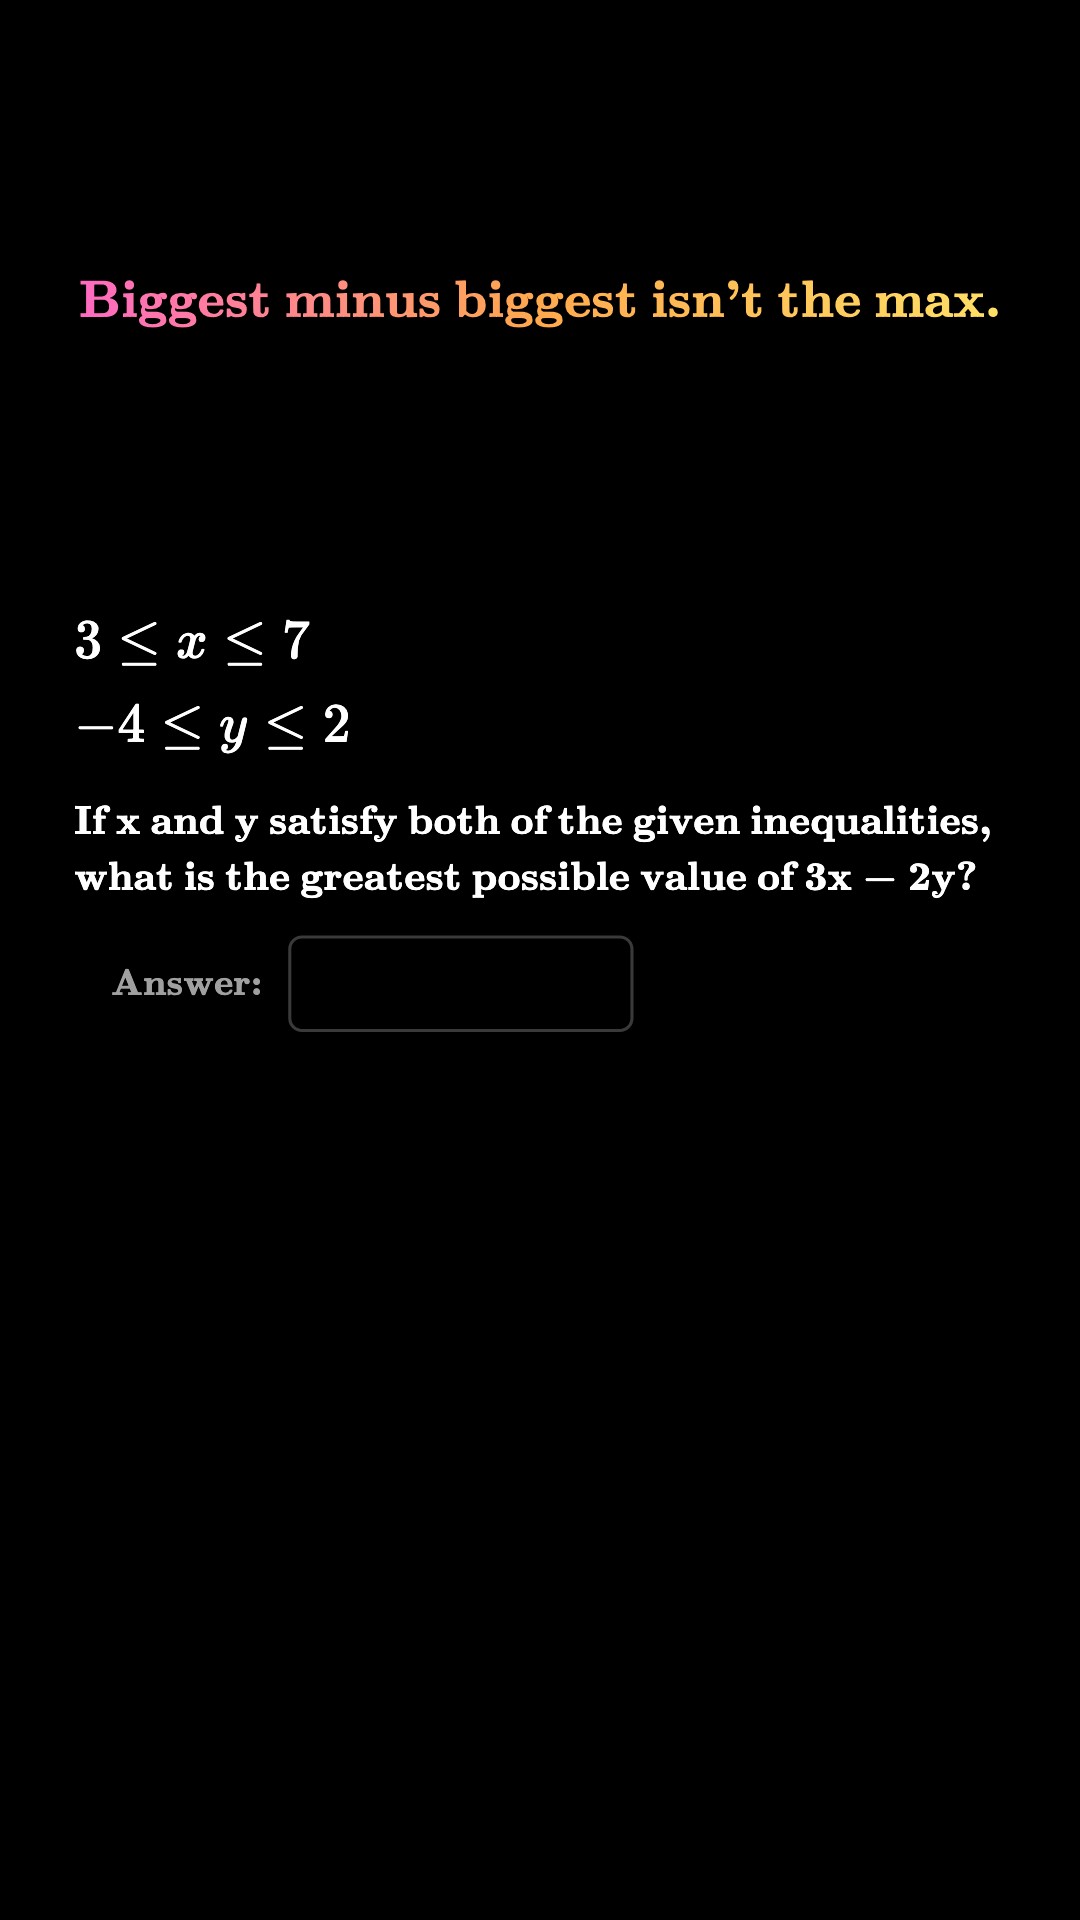 Biggest minus biggest isn’t the max.
3 ≤ x ≤ 7
−4 ≤ y ≤ 2
If x and y satisfy both of the given inequalities,
what is the greatest possible value of 3x − 2y?
Answer: